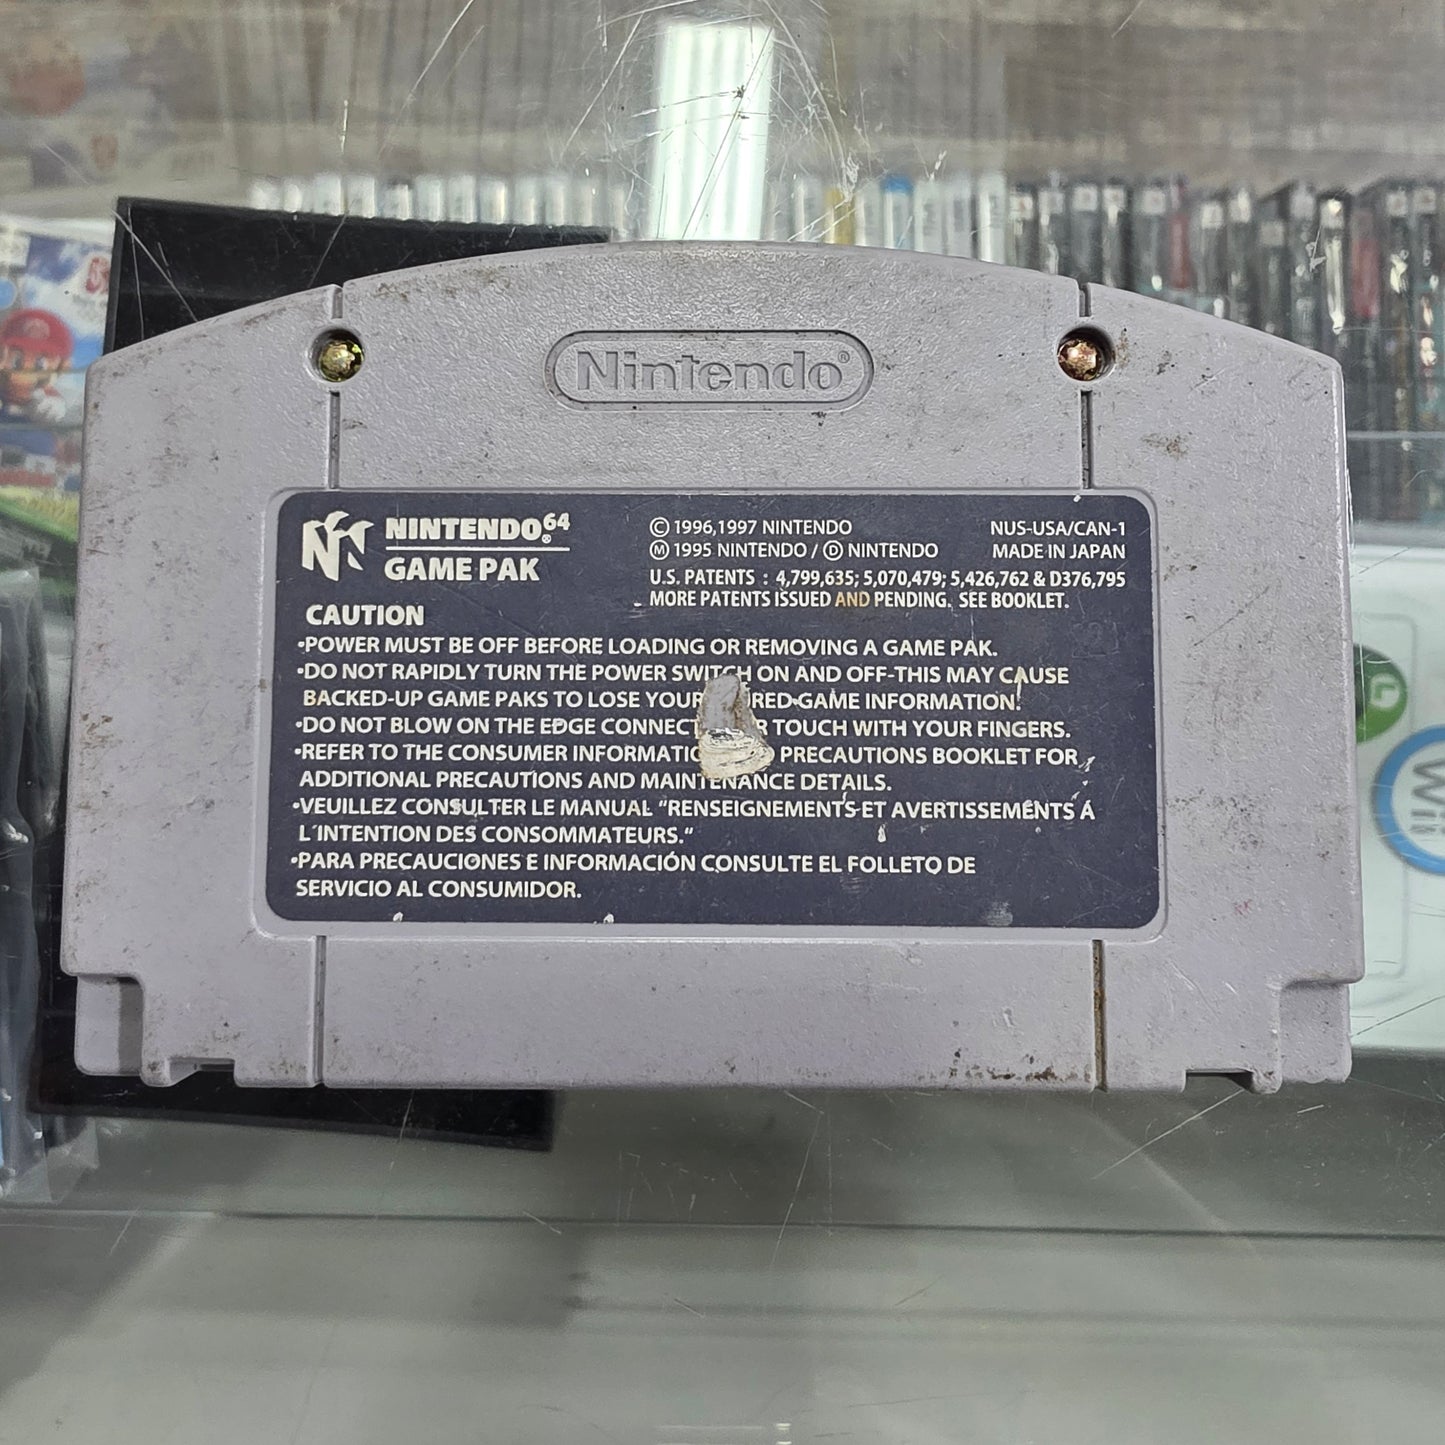 Nintendo®
NINTENDO64®
GAME PAK
© 1996,1997 NINTENDO
Ⓜ 1995 NINTENDO / Ⓓ NINTENDO
NUS-USA/CAN-1
MADE IN JAPAN
U.S. PATENTS : 4,799,635; 5,070,479; 5,426,762 & D376,795
MORE PATENTS ISSUED AND PENDING. SEE BOOKLET.
CAUTION
•POWER MUST BE OFF BEFORE LOADING OR REMOVING A GAME PAK.
•DO NOT RAPIDLY TURN THE POWER SWITCH ON AND OFF-THIS MAY CAUSE
BACKED-UP GAME PAKS TO LOSE YOUR GAME INFORMATION.
•DO NOT BLOW ON THE EDGE TOUCH WITH YOUR FINGERS.
•REFER TO THE CONSUMER PRECAUTIONS BOOKLET FOR
ADDITIONAL PRECAUTIONS AND MAINTENANCE DETAILS.
•VEUILLEZ CONSULTER LE MANUAL "RENSEIGNEMENTS ET AVERTISSEMENTS Á
L'INTENTION DES CONSOMMATEURS."
•PARA PRECAUCIONES E INFORMACIÓN CONSULTE EL FOLLETO DE
SERVICIO AL CONSUMIDOR.
L
Wii